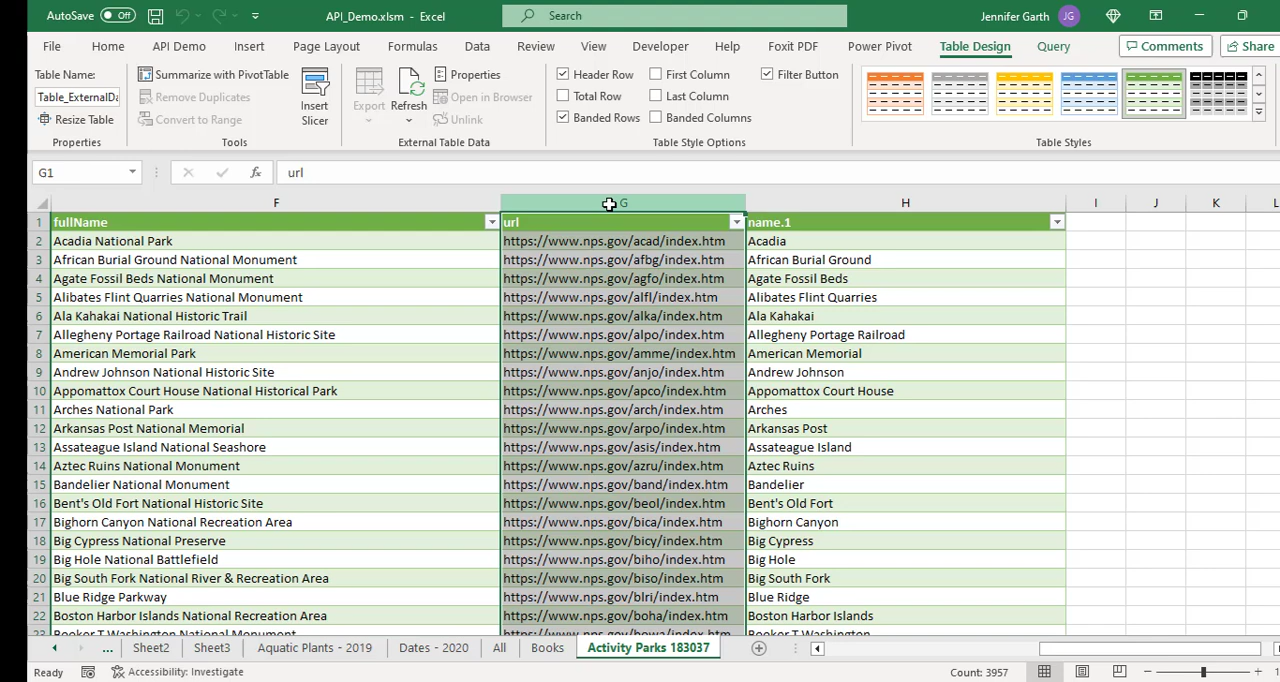 AutoSave Off API_Demo.xlsm - Excel Search Jennifer Garth JG
File Home API Demo Insert Page Layout Formulas Data Review View Developer Help Foxit PDF Power Pivot Table Design Query Comments Share
Table Name:
Table_ExternalDa
Resize Table
Properties
Summarize with PivotTable
Remove Duplicates
Convert to Range
Tools
Insert
Slicer
Export
Refresh
Properties
Open in Browser
Unlink
External Table Data
Header Row First Column Filter Button
Total Row Last Column
Banded Rows Banded Columns
Table Style Options
Table Styles
G1 fx url
F G H I J K L
1 fullName url name.1
2 Acadia National Park https://www.nps.gov/acad/index.htm Acadia
3 African Burial Ground National Monument https://www.nps.gov/afbg/index.htm African Burial Ground
4 Agate Fossil Beds National Monument https://www.nps.gov/agfo/index.htm Agate Fossil Beds
5 Alibates Flint Quarries National Monument https://www.nps.gov/alfl/index.htm Alibates Flint Quarries
6 Ala Kahakai National Historic Trail https://www.nps.gov/alka/index.htm Ala Kahakai
7 Allegheny Portage Railroad National Historic Site https://www.nps.gov/alpo/index.htm Allegheny Portage Railroad
8 American Memorial Park https://www.nps.gov/amme/index.htm American Memorial
9 Andrew Johnson National Historic Site https://www.nps.gov/anjo/index.htm Andrew Johnson
10 Appomattox Court House National Historical Park https://www.nps.gov/apco/index.htm Appomattox Court House
11 Arches National Park https://www.nps.gov/arch/index.htm Arches
12 Arkansas Post National Memorial https://www.nps.gov/arpo/index.htm Arkansas Post
13 Assateague Island National Seashore https://www.nps.gov/asis/index.htm Assateague Island
14 Aztec Ruins National Monument https://www.nps.gov/azru/index.htm Aztec Ruins
15 Bandelier National Monument https://www.nps.gov/band/index.htm Bandelier
16 Bent's Old Fort National Historic Site https://www.nps.gov/beol/index.htm Bent's Old Fort
17 Bighorn Canyon National Recreation Area https://www.nps.gov/bica/index.htm Bighorn Canyon
18 Big Cypress National Preserve https://www.nps.gov/bicy/index.htm Big Cypress
19 Big Hole National Battlefield https://www.nps.gov/biho/index.htm Big Hole
20 Big South Fork National River & Recreation Area https://www.nps.gov/biso/index.htm Big South Fork
21 Blue Ridge Parkway https://www.nps.gov/blri/index.htm Blue Ridge
22 Boston Harbor Islands National Recreation Area https://www.nps.gov/boha/index.htm Boston Harbor Islands
23 Booker T Washington National Monument https://www.nps.gov/bowa/index.htm Booker T Washington
... Sheet2 Sheet3 Aquatic Plants - 2019 Dates - 2020 All Books Activity Parks 183037
Ready Accessibility: Investigate Count: 3957 1